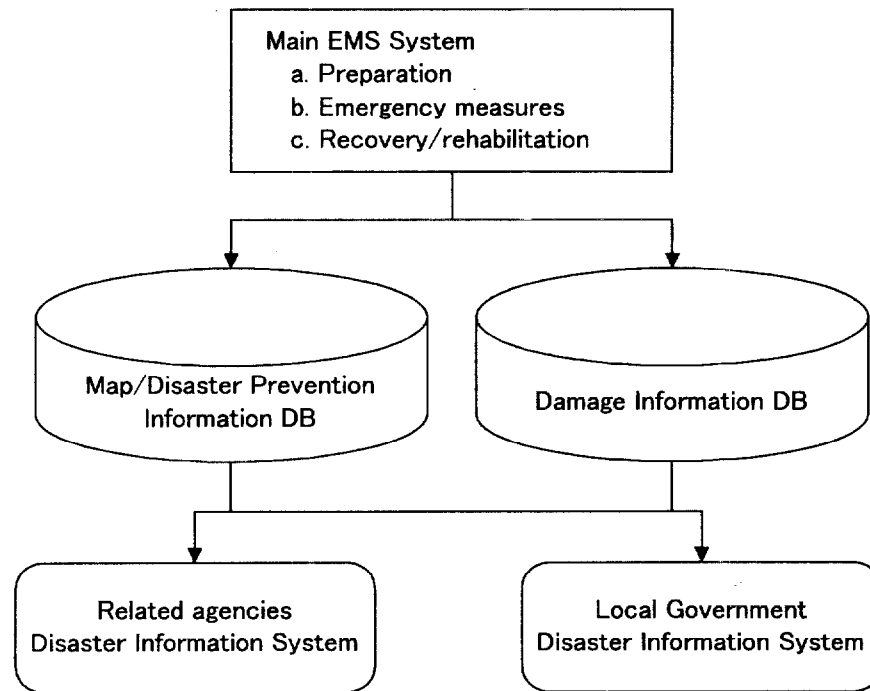 Main EMS System
a. Preparation
b. Emergency measures
c. Recovery/rehabilitation
Map/Disaster Prevention
Information DB
Damage Information DB
Related agencies
Disaster Information System
Local Government
Disaster Information System